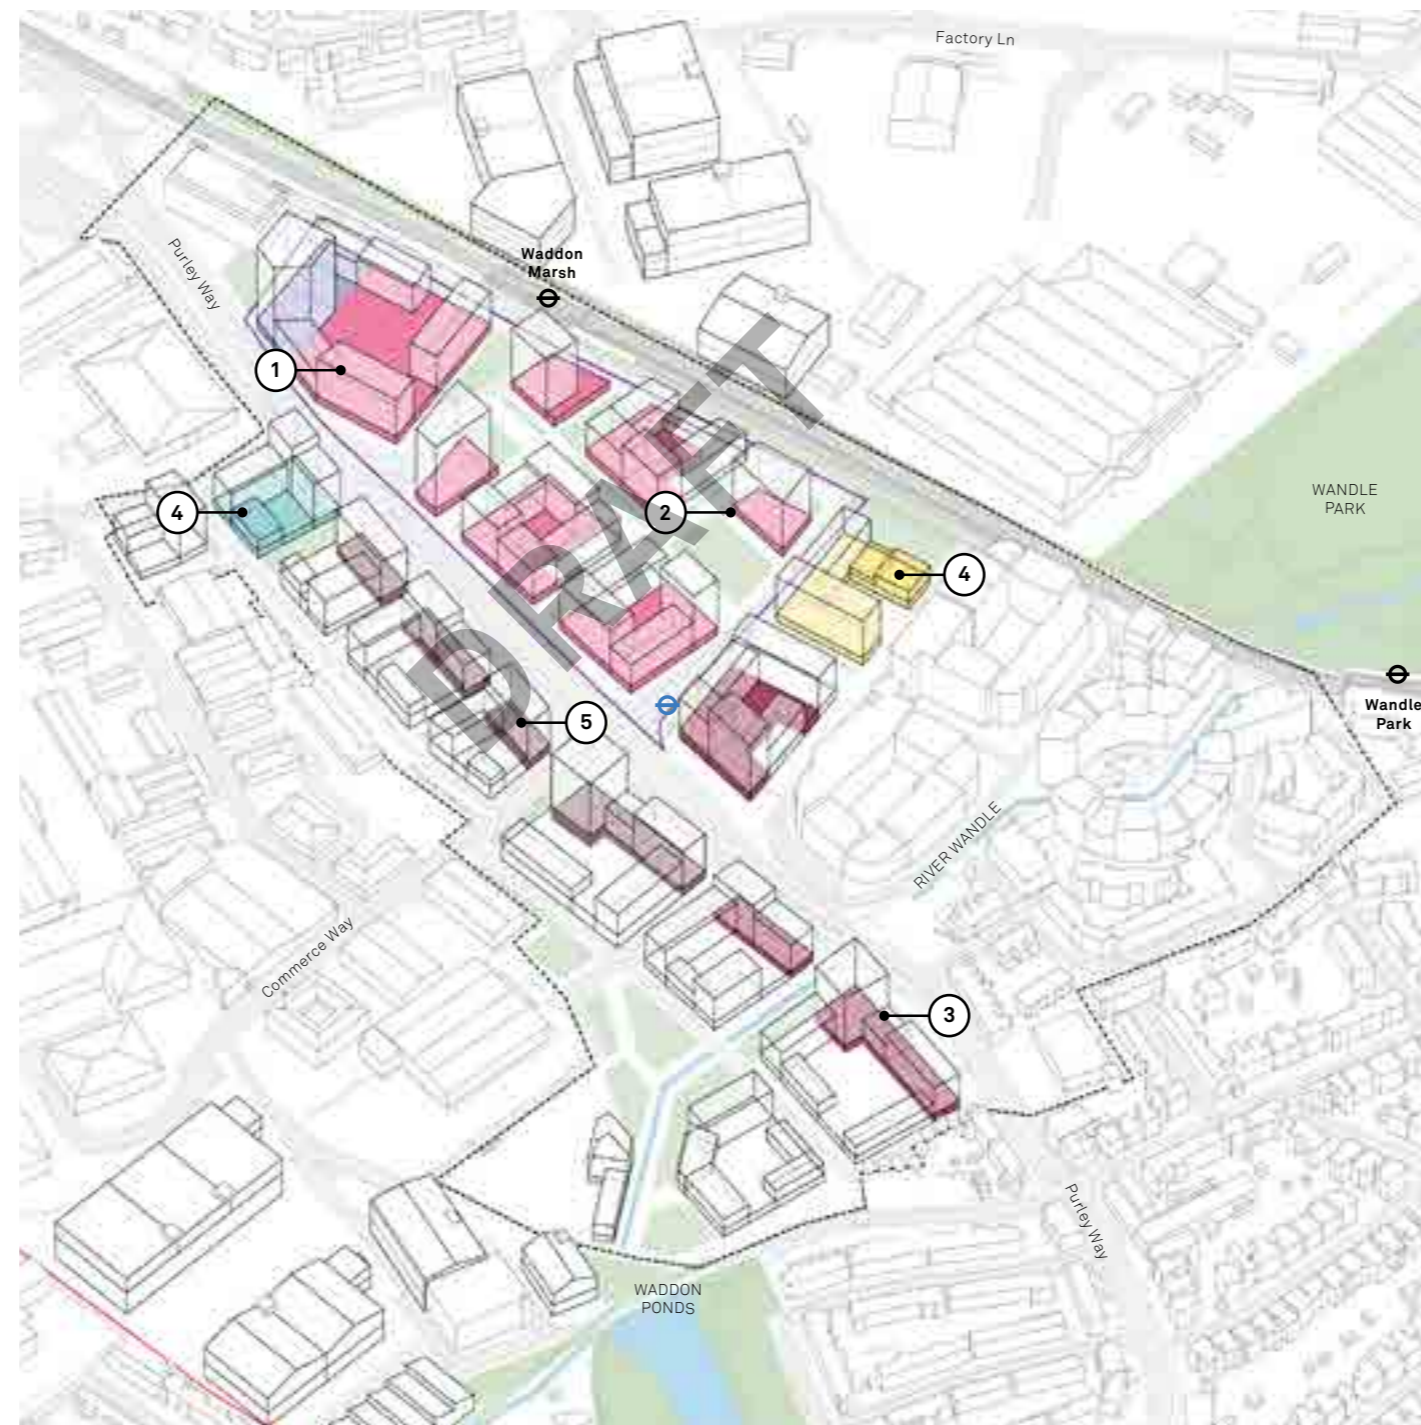 Factory Ln
Purley Way
Waddon
Marsh
1
WANDLE
PARK
4
2
4
DRAFT
Wandle
Park
5
RIVER WANDLE
Commerce Way
3
Purley Way
WADDON
PONDS